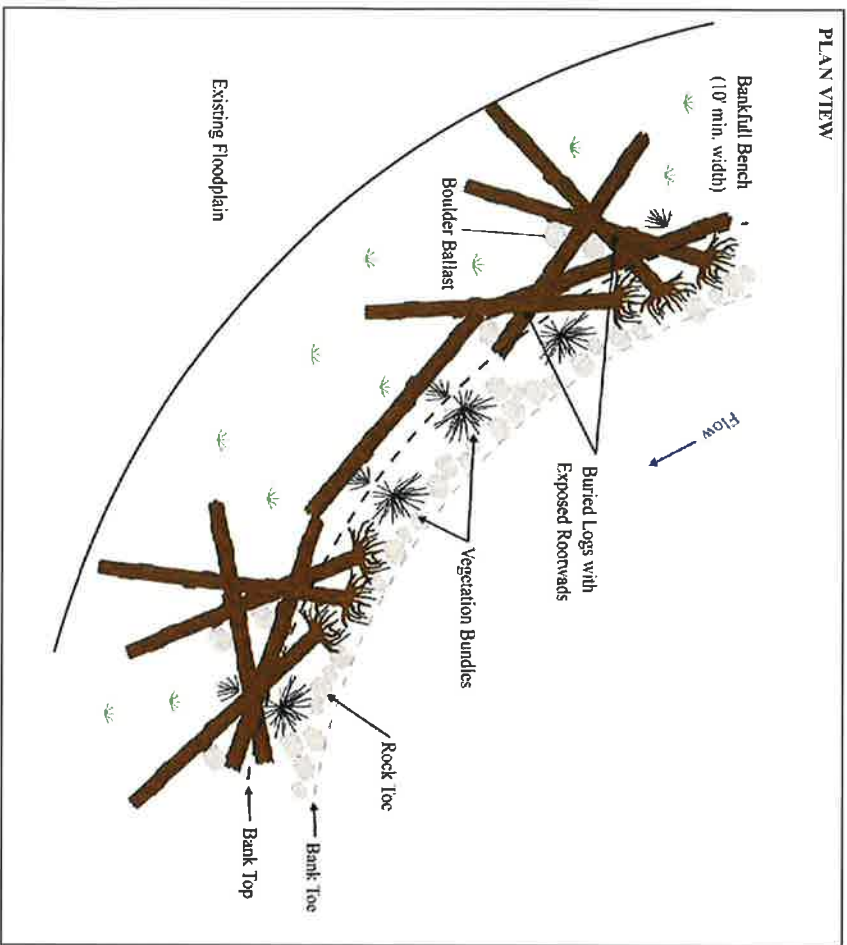 PLAN VIEW
Bankfull Bench
(10' min. width)
Existing Floodplain
Boulder Ballast
Flow
Buried Logs with
Exposed Rootwads
Vegetation Bundles
Rock Toe
Bank Toe
Bank Top